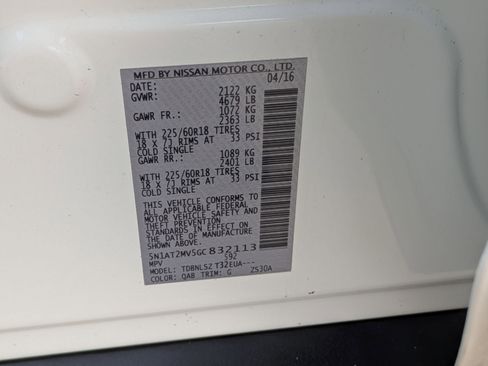 MFD BY NISSAN MOTOR CO., LTD.
DATE: 04/16
GVWR: 2122 KG
4679 LB
GAWR FR.: 1072 KG
2363 LB
WITH 225/60R18 TIRES
18 X 7J RIMS AT 33 PSI
COLD SINGLE
GAWR RR.: 1089 KG
2401 LB
WITH 225/60R18 TIRES
18 X 7J RIMS AT 33 PSI
COLD SINGLE
THIS VEHICLE CONFORMS TO
ALL APPLICABLE FEDERAL
MOTOR VEHICLE SAFETY AND
THEFT PREVENTION
STANDARDS IN EFFECT ON
THE DATE OF MANUFACTURE
SHOWN ABOVE.
5N1AT2MV5GC832113
MPV S92
MODEL: TDBNLS2 T32EUA---
COLOR: QAB TRIM: G ZS30A